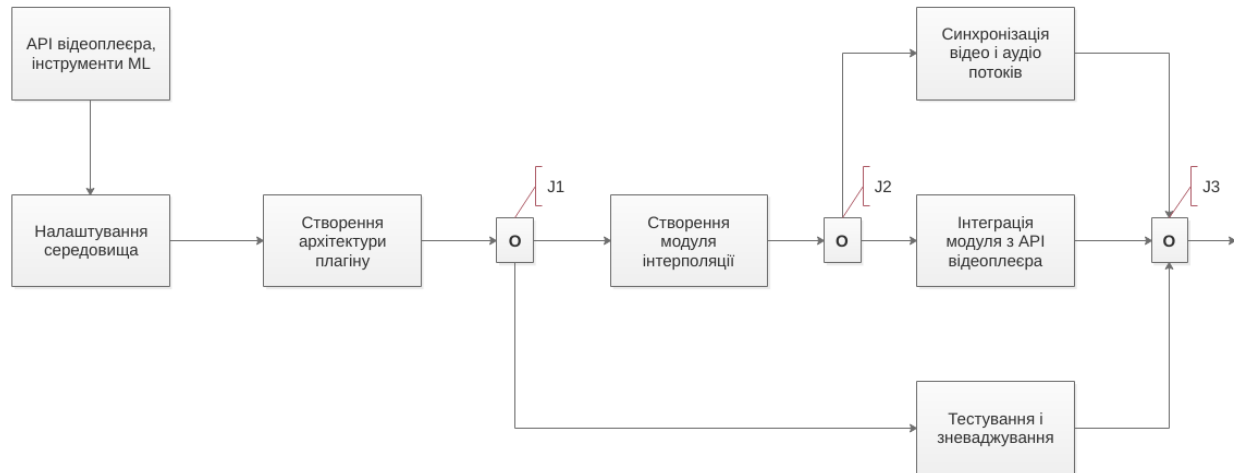 API відеоплеєра,
інструменти ML
Синхронізація
відео і аудіо
потоків
J1
J2
J3
Налаштування
середовища
Створення
архітектури
плагіну
O
Створення
модуля
інтерполяції
O
Інтеграція
модуля з API
відеоплеєра
O
Тестування і
зневаджування